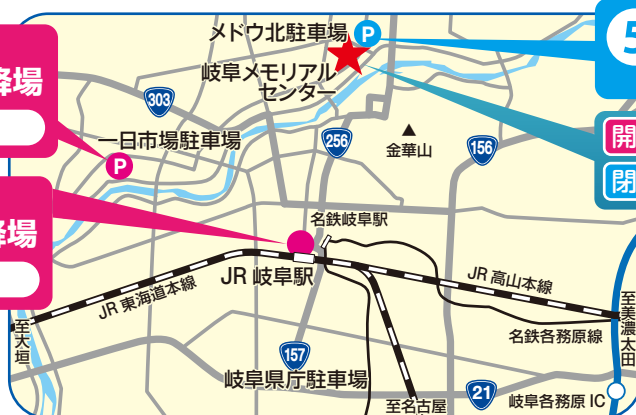 メドウ北駐車場
P
5
岐阜メモリアル
センター
降場
303
一日市場駐車場
P
256
金華山
156
開
閉
降場
名鉄岐阜駅
JR 岐阜駅
JR 東海道本線
JR 高山本線
至大垣
名鉄各務原線
至美濃太田
157
岐阜県庁駐車場
21
至名古屋
岐阜各務原 IC